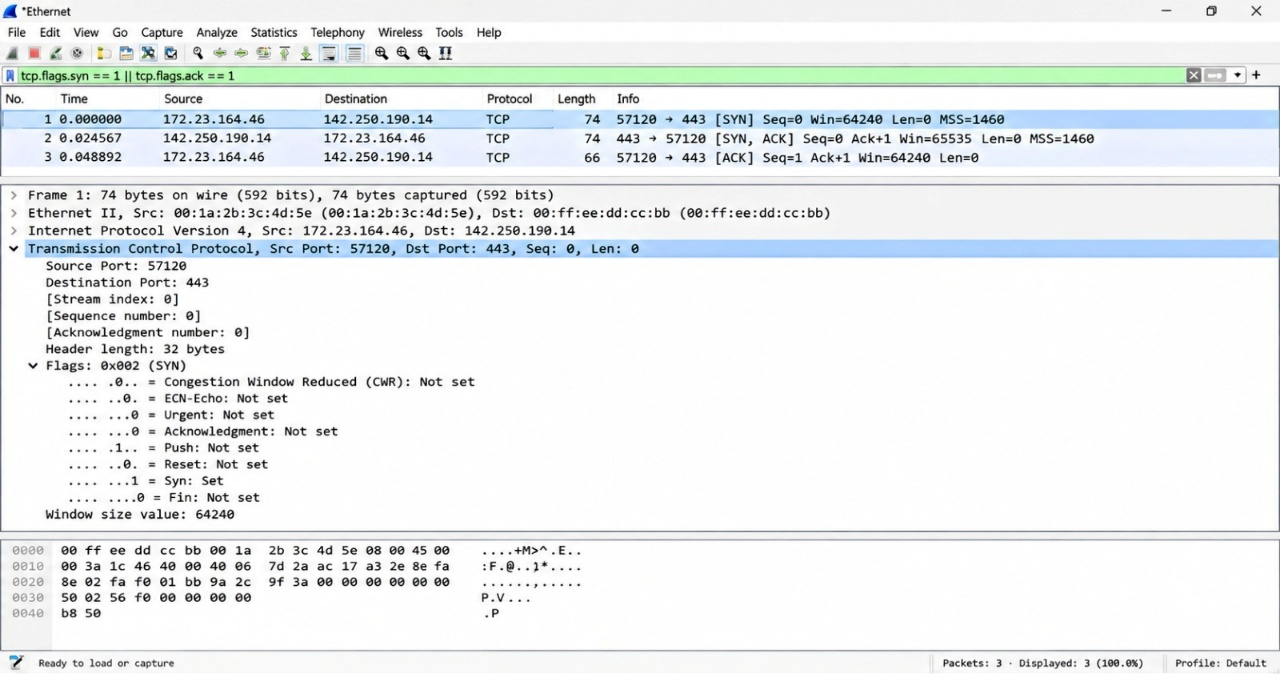 *Ethernet
File Edit View Go Capture Analyze Statistics Telephony Wireless Tools Help
tcp.flags.syn == 1 || tcp.flags.ack == 1
No. Time Source Destination Protocol Length Info
1 0.000000 172.23.164.46 142.250.190.14 TCP 74 57120 → 443 [SYN] Seq=0 Win=64240 Len=0 MSS=1460
2 0.024567 142.250.190.14 172.23.164.46 TCP 74 443 → 57120 [SYN, ACK] Seq=0 Ack+1 Win=65535 Len=0 MSS=1460
3 0.048892 172.23.164.46 142.250.190.14 TCP 66 57120 → 443 [ACK] Seq=1 Ack+1 Win=64240 Len=0
Frame 1: 74 bytes on wire (592 bits), 74 bytes captured (592 bits)
Ethernet II, Src: 00:1a:2b:3c:4d:5e (00:1a:2b:3c:4d:5e), Dst: 00:ff:ee:dd:cc:bb (00:ff:ee:dd:cc:bb)
Internet Protocol Version 4, Src: 172.23.164.46, Dst: 142.250.190.14
Transmission Control Protocol, Src Port: 57120, Dst Port: 443, Seq: 0, Len: 0
Source Port: 57120
Destination Port: 443
[Stream index: 0]
[Sequence number: 0]
[Acknowledgment number: 0]
Header length: 32 bytes
Flags: 0x002 (SYN)
.... .0.. = Congestion Window Reduced (CWR): Not set
.... ..0. = ECN-Echo: Not set
.... ...0 = Urgent: Not set
.... ...0 = Acknowledgment: Not set
.... .1.. = Push: Not set
.... ..0. = Reset: Not set
.... ...1 = Syn: Set
.... ....0 = Fin: Not set
Window size value: 64240
0000 00 ff ee dd cc bb 00 1a 2b 3c 4d 5e 08 00 45 00 ....+M>^.E..
0010 00 3a 1c 46 40 00 40 06 7d 2a ac 17 a3 2e 8e fa :F.@..}*....
0020 8e 02 fa f0 01 bb 9a 2c 9f 3a 00 00 00 00 00 00 ......,.....
0030 50 02 56 f0 00 00 00 00 P.V...
0040 b8 50 .P
Ready to load or capture Packets: 3 · Displayed: 3 (100.0%) Profile: Default